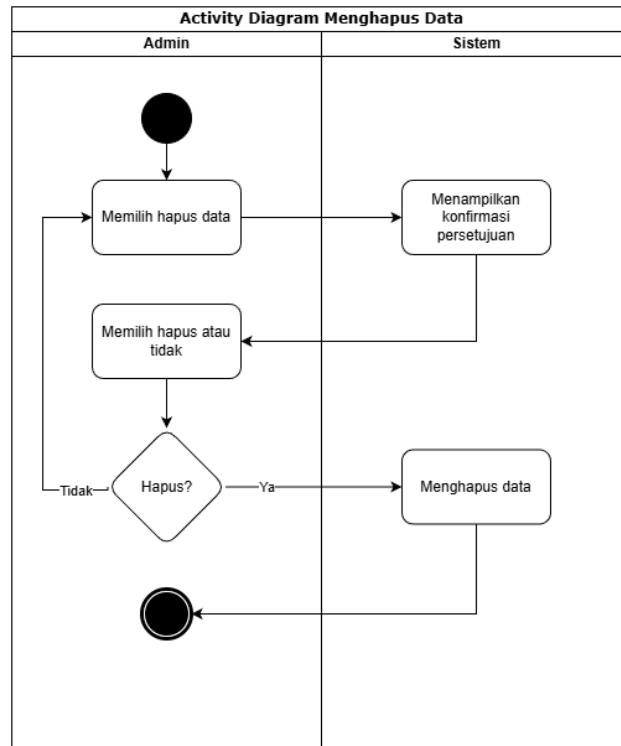 Activity Diagram Menghapus Data
Admin
Sistem
Memilih hapus data
Menampilkan
konfirmasi
persetujuan
Memilih hapus atau
tidak
Tidak
Hapus?
Ya
Menghapus data